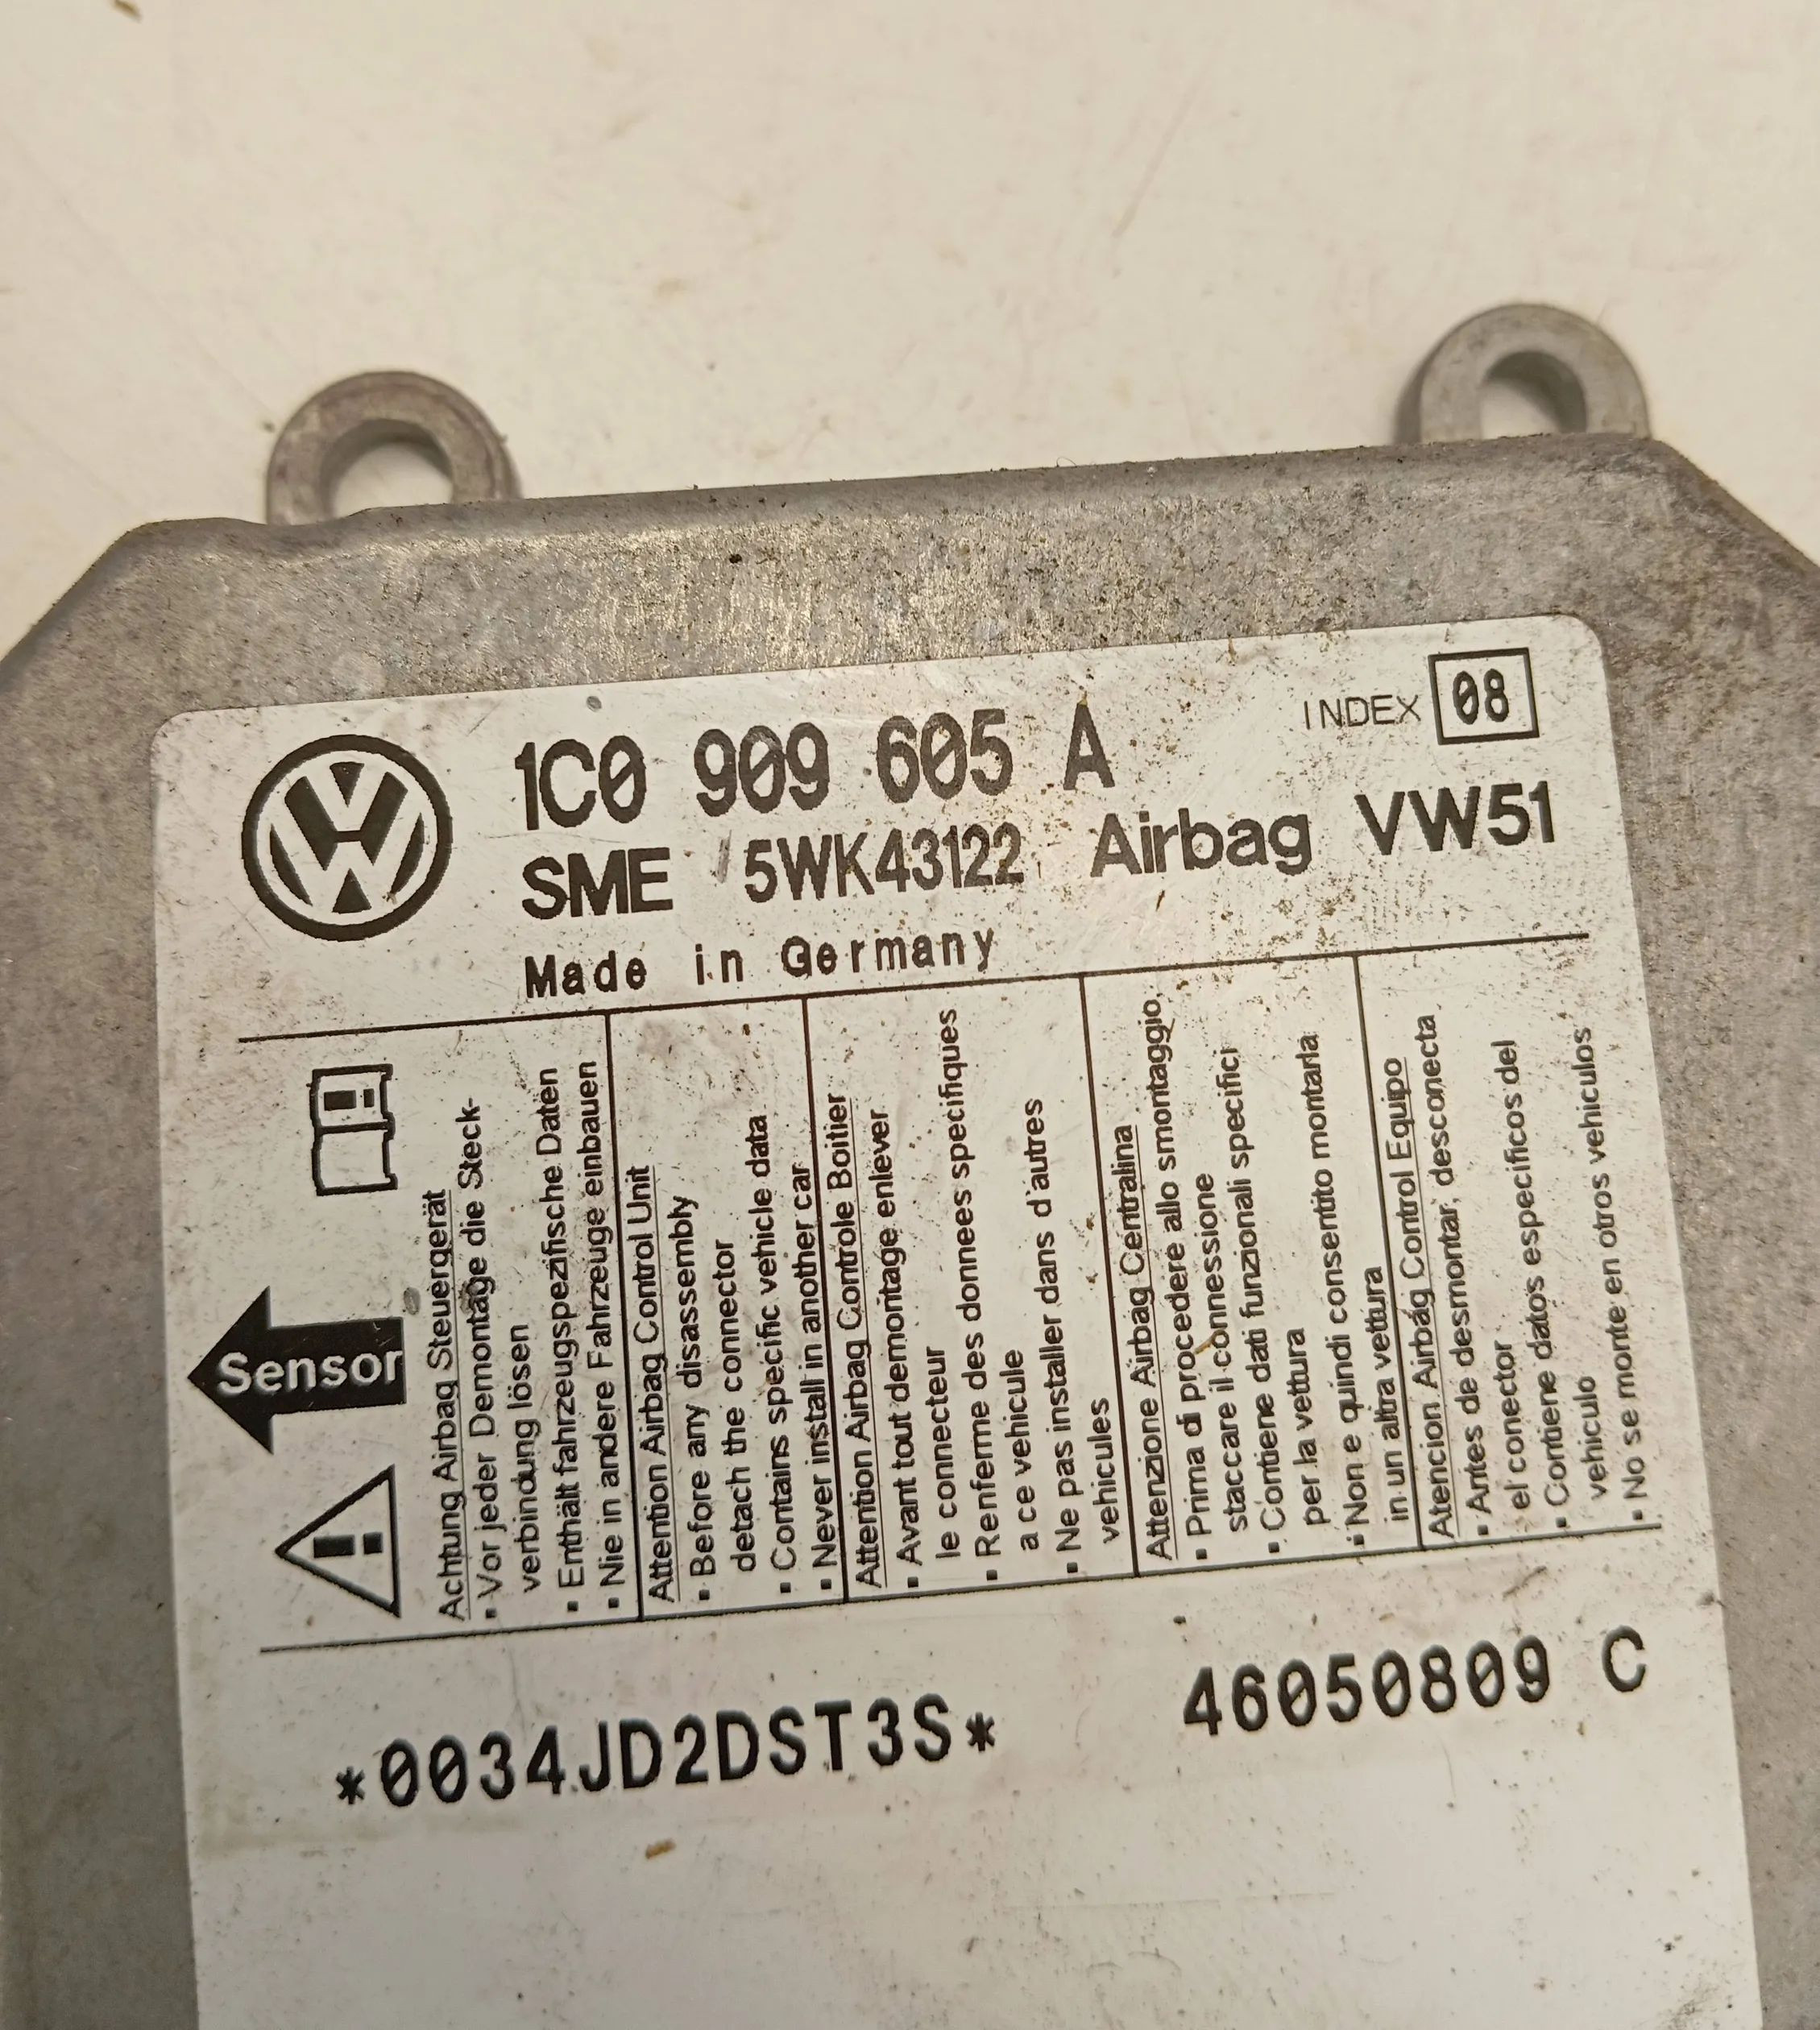 1C0 909 605 A
INDEX 08
SME 5WK43122 Airbag VW51
Made in Germany
Sensor
Achtung Airbag Steuergerät
▪ Vor jeder Demontage die Steck-
verbindung lösen
▪ Enthält fahrzeugspezifische Daten
▪ Nie in andere Fahrzeuge einbauen
Attention Airbag Control Unit
▪ Before any disassembly
detach the connector
▪ Contains specific vehicle data
▪ Never install in another car
Attention Airbag Controle Boitier
▪ Avant tout demontage enlever
le connecteur
▪ Renferme des donnees specifiques
a ce vehicule
▪ Ne pas installer dans d'autres
vehicules
Attenzione Airbag Centralina
▪ Prima di procedere allo smontaggio,
staccare il connessione
▪ Contiene dati funzionali specifici
per la vettura
▪ Non e quindi consentito montarla
in un altra vettura
Atencion Airbag Control Equipo
▪ Antes de desmontar, desconecta
el conector
▪ Contiene datos especificos del
vehiculo
▪ No se monte en otros vehiculos
*0034JD2DST3S* 46050809 C